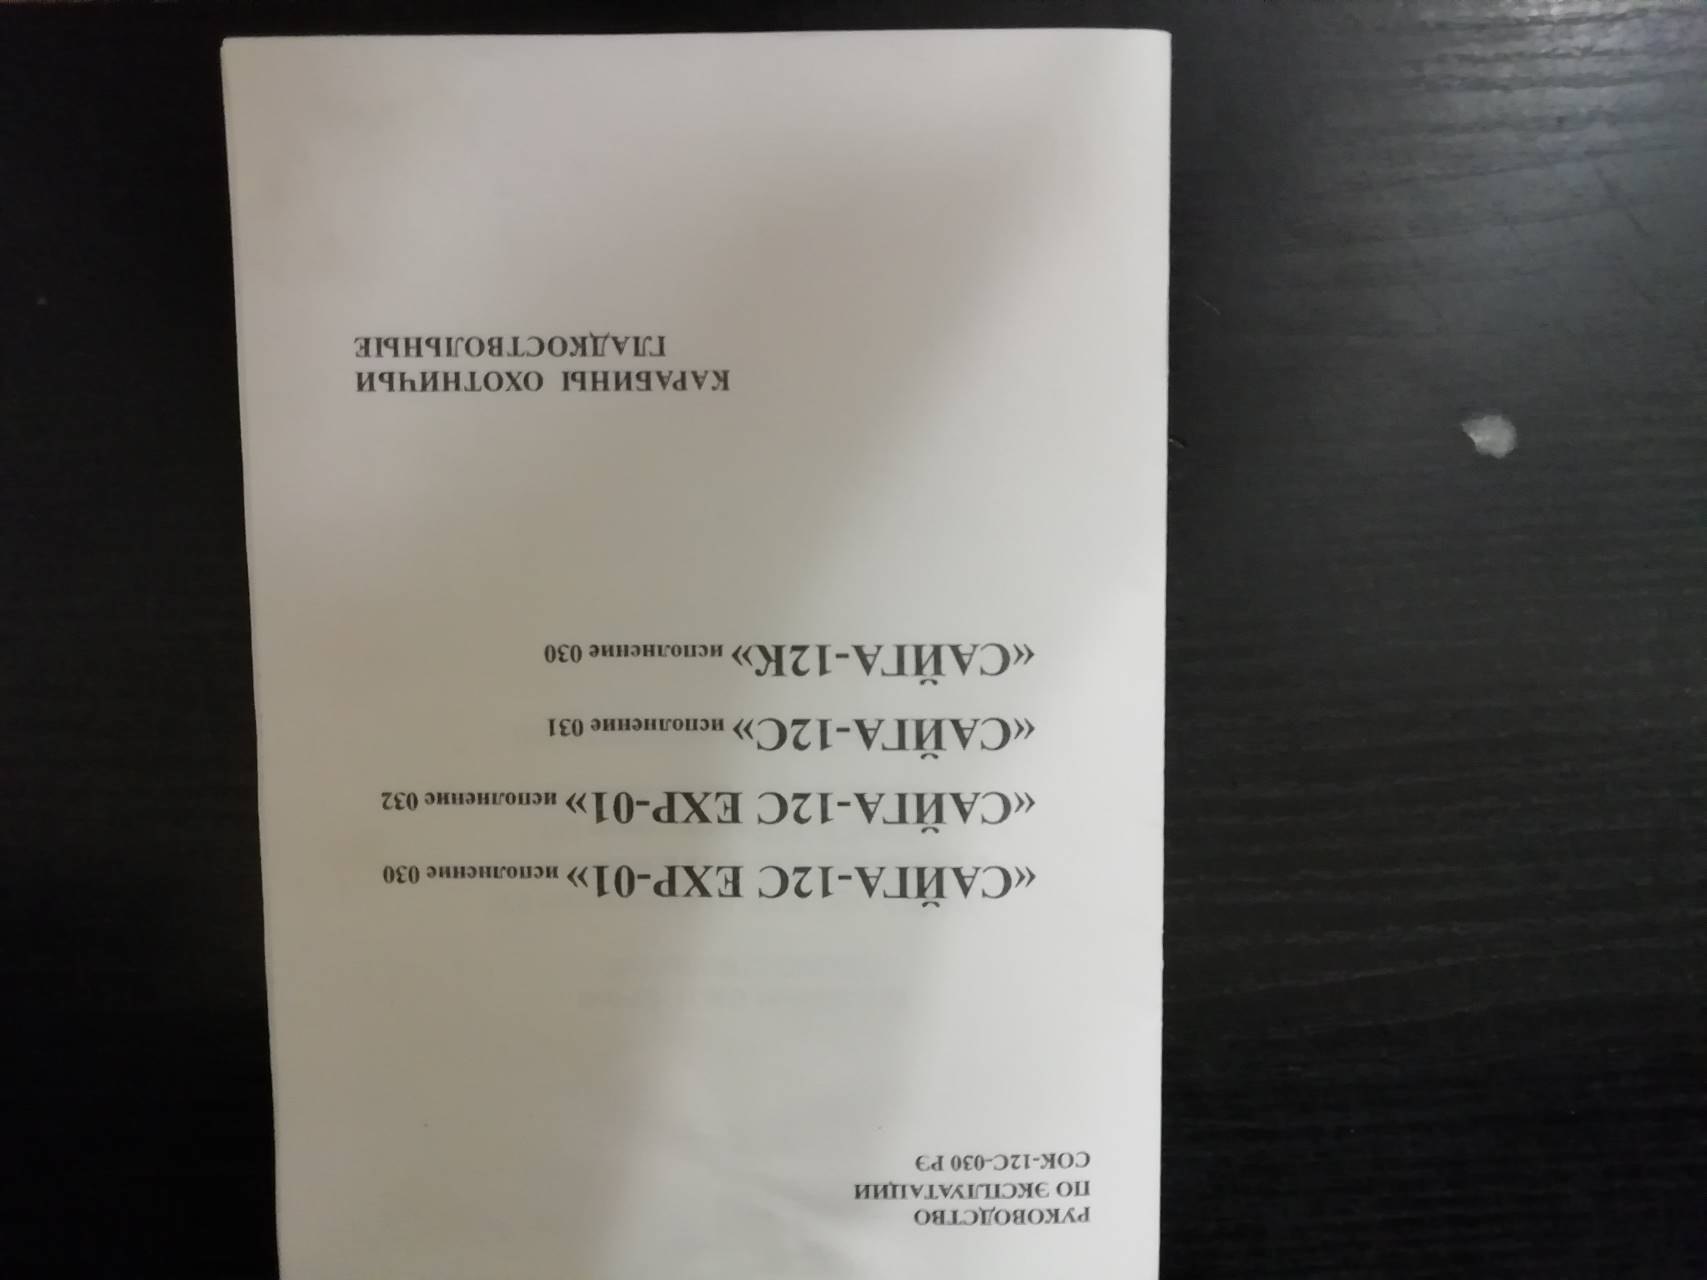 РУКОВОДСТВО
ПО ЭКСПЛУАТАЦИИ
СОК-12С-030 РЭ
«САЙГА-12С EXP-01» исполнение 030
«САЙГА-12С EXP-01» исполнение 032
«САЙГА-12С» исполнение 031
«САЙГА-12К» исполнение 030
КАРАБИНЫ ОХОТНИЧЬИ
ГЛАДКОСТВОЛЬНЫЕ